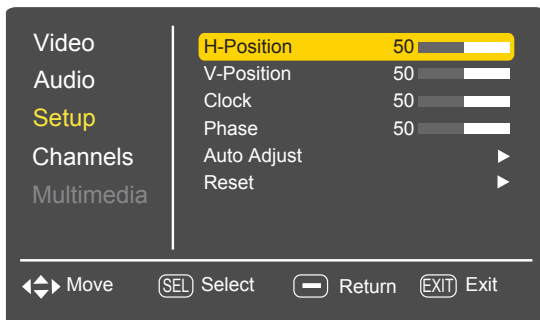 Video
Audio
Setup
Channels
Multimedia
H-Position 50
V-Position 50
Clock 50
Phase 50
Auto Adjust
Reset
Move SEL Select Return EXIT Exit